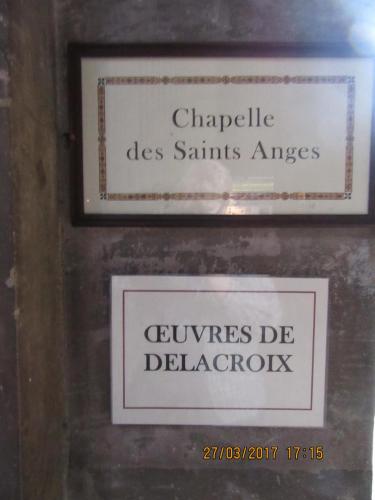 Chapelle
des Saints Anges
ŒUVRES DE
DELACROIX
27/03/2017 17:15